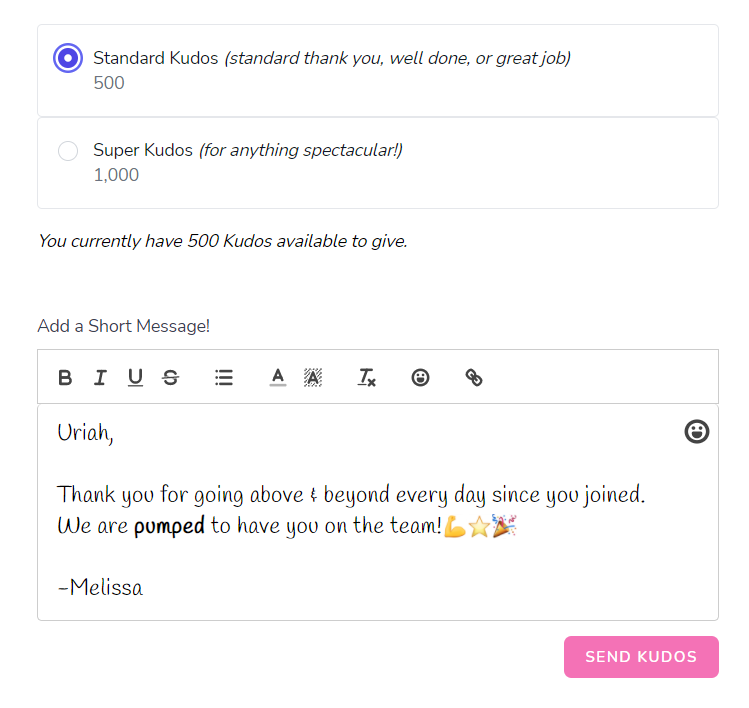 Standard Kudos (standard thank you, well done, or great job)
500
Super Kudos (for anything spectacular!)
1,000
You currently have 500 Kudos available to give.
Add a Short Message!
B I U S A A Tx
Uriah,
Thank you for going above & beyond every day since you joined.
We are pumped to have you on the team!💪⭐🎉
-Melissa
SEND KUDOS